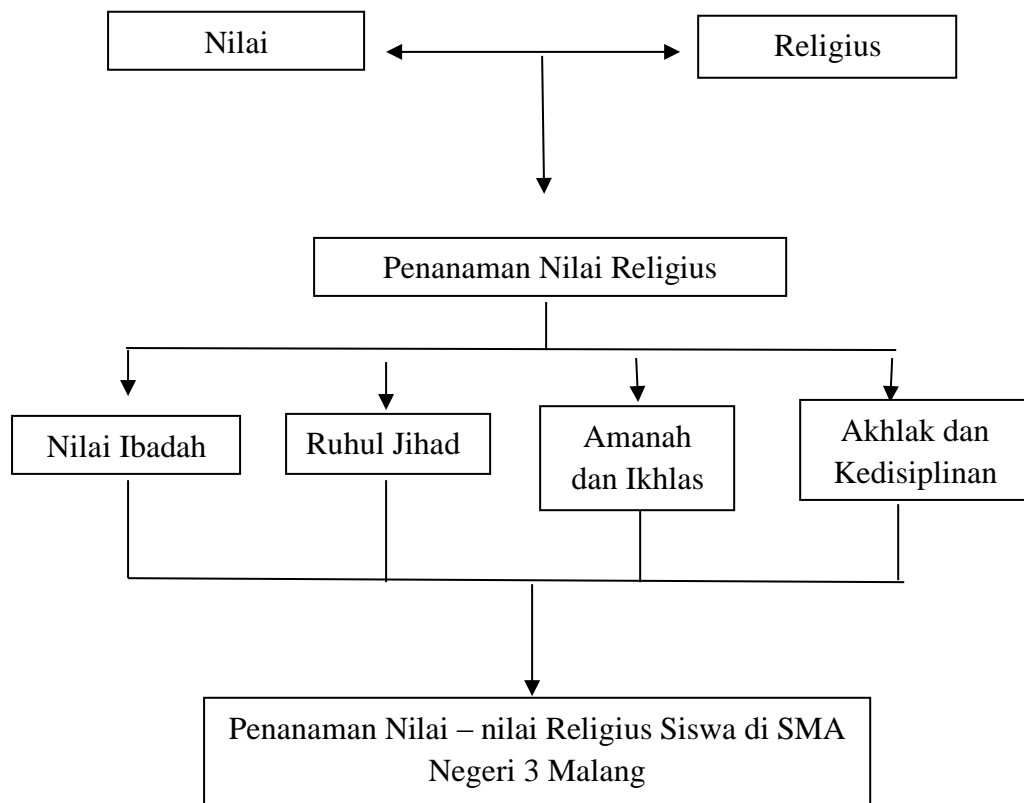 Nilai
Religius
Penanaman Nilai Religius
Nilai Ibadah
Ruhul Jihad
Amanah
dan Ikhlas
Akhlak dan
Kedisiplinan
Penanaman Nilai – nilai Religius Siswa di SMA
Negeri 3 Malang